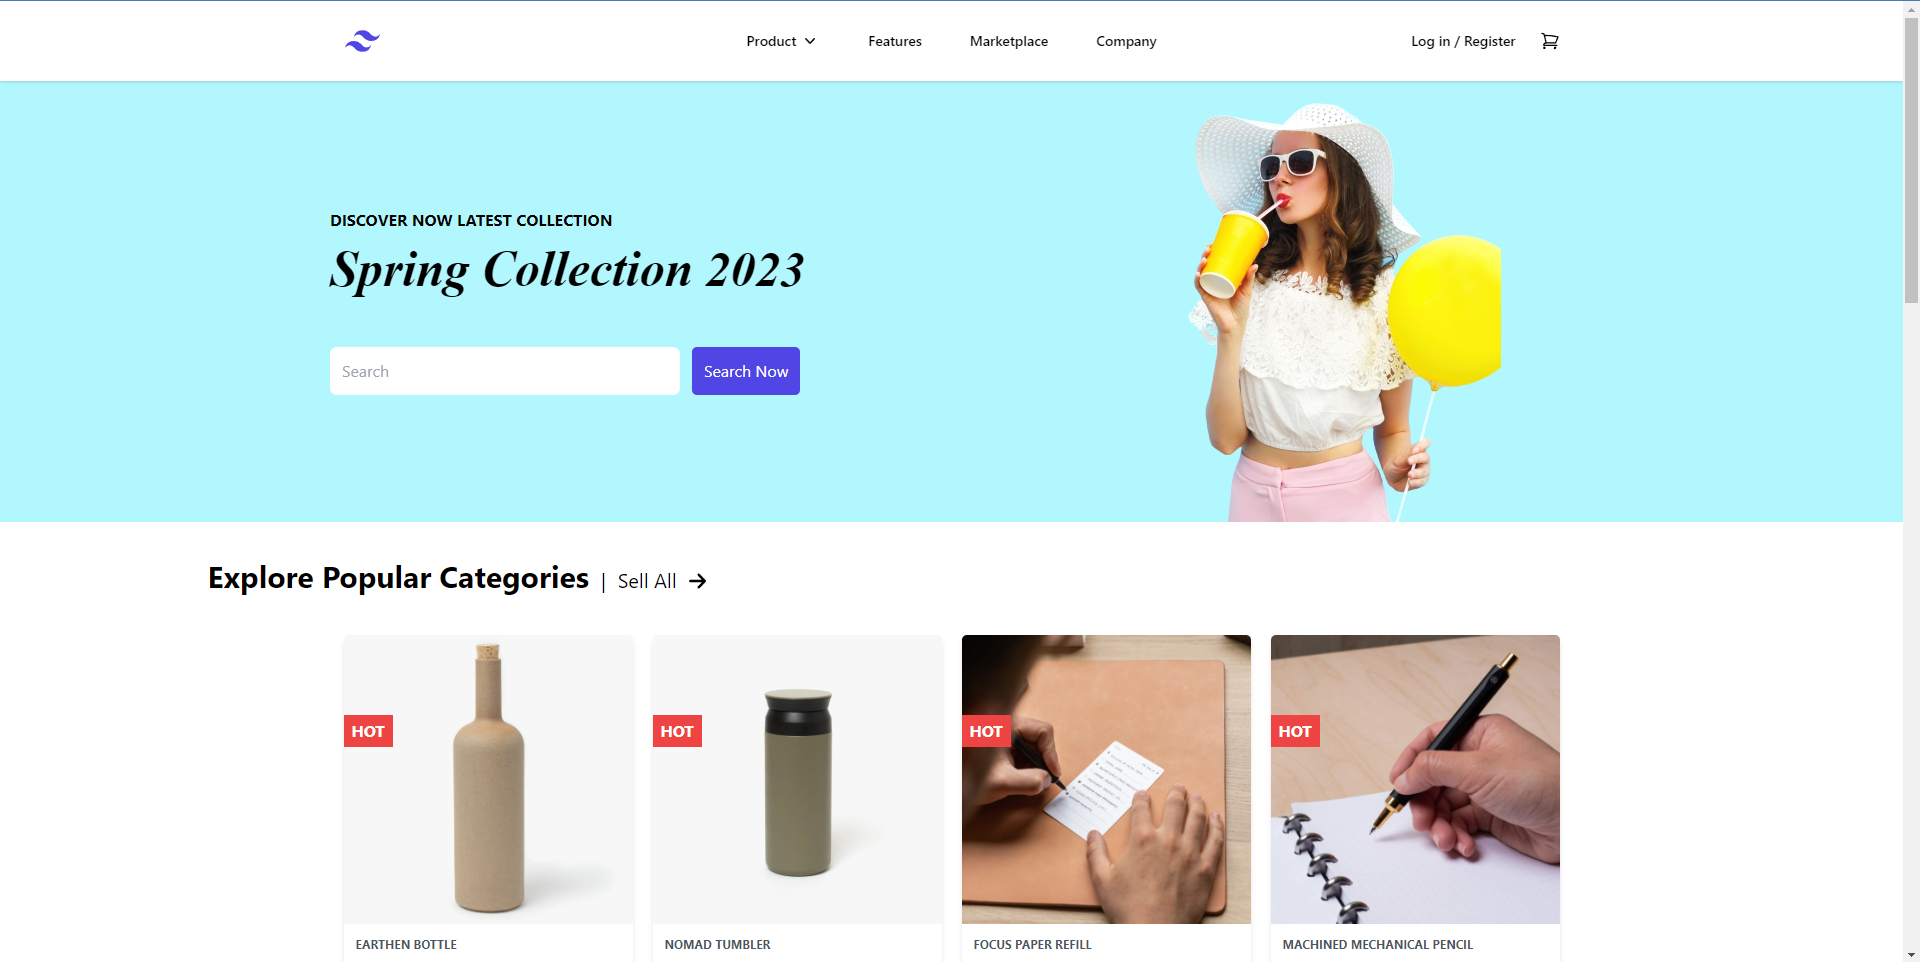 Product
Features
Marketplace
Company
Log in / Register
DISCOVER NOW LATEST COLLECTION
Spring Collection 2023
Search
Search Now
Explore Popular Categories | Sell All
HOT
HOT
HOT
HOT
EARTHEN BOTTLE
NOMAD TUMBLER
FOCUS PAPER REFILL
MACHINED MECHANICAL PENCIL